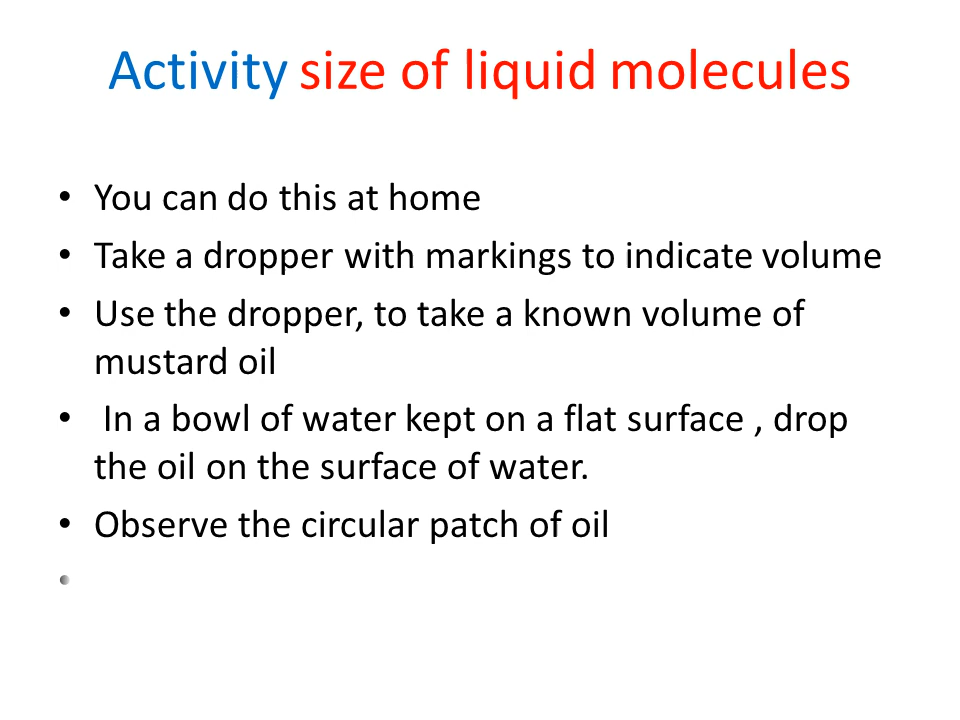 Activity size of liquid molecules
• You can do this at home
• Take a dropper with markings to indicate volume
• Use the dropper, to take a known volume of
mustard oil
• In a bowl of water kept on a flat surface , drop
the oil on the surface of water.
• Observe the circular patch of oil
•